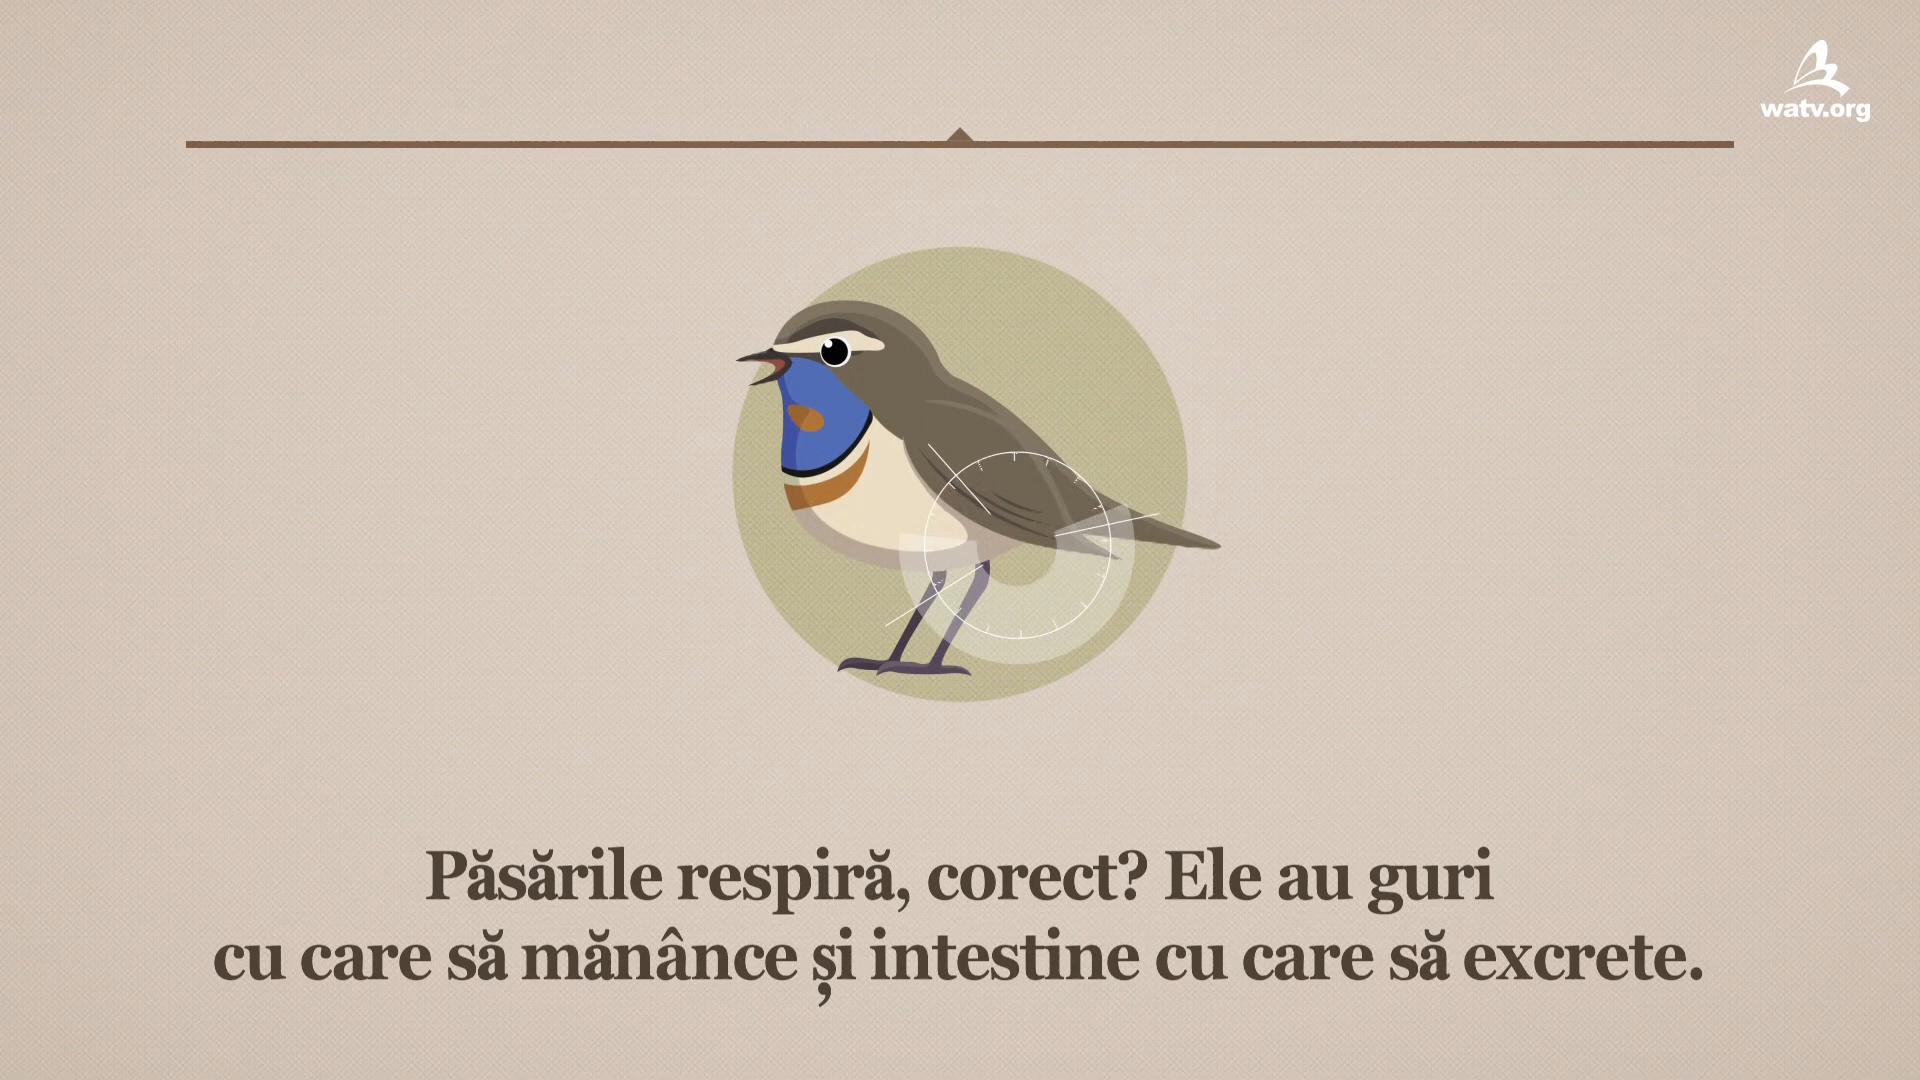 watv.org
Păsările respiră, corect? Ele au guri
cu care să mănânce și intestine cu care să excrete.